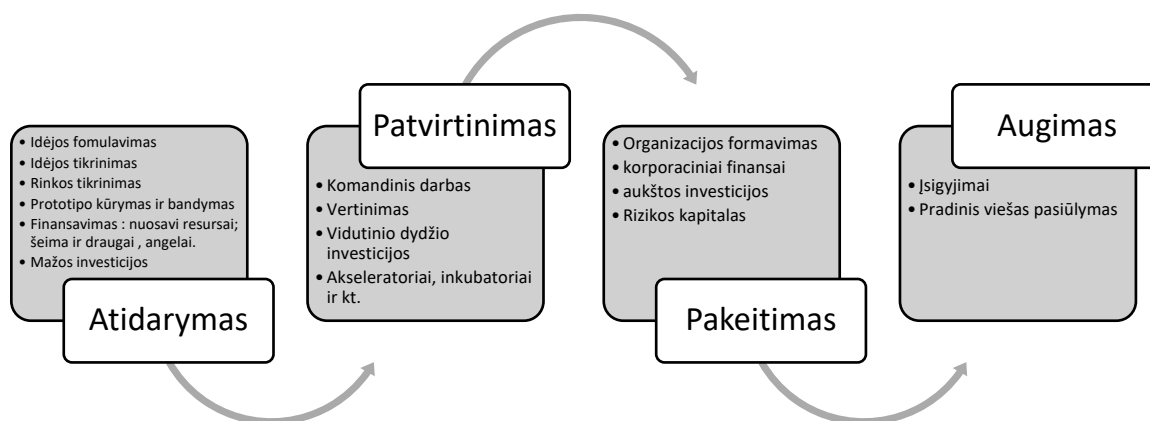 • Idėjos fomulavimas
• Idėjos tikrinimas
• Rinkos tikrinimas
• Prototipo kūrymas ir bandymas
• Finansavimas : nuosavi resursai;
šeima ir draugai , angelai.
• Mažos investicijos
Atidarymas
Patvirtinimas
• Komandinis darbas
• Vertinimas
• Vidutinio dydžio
investicijos
• Akseleratoriai, inkubatoriai
ir kt.
• Organizacijos formavimas
• korporaciniai finansai
• aukštos investicijos
• Rizikos kapitalas
Pakeitimas
Augimas
• Įsigyjimai
• Pradinis viešas pasiūlymas